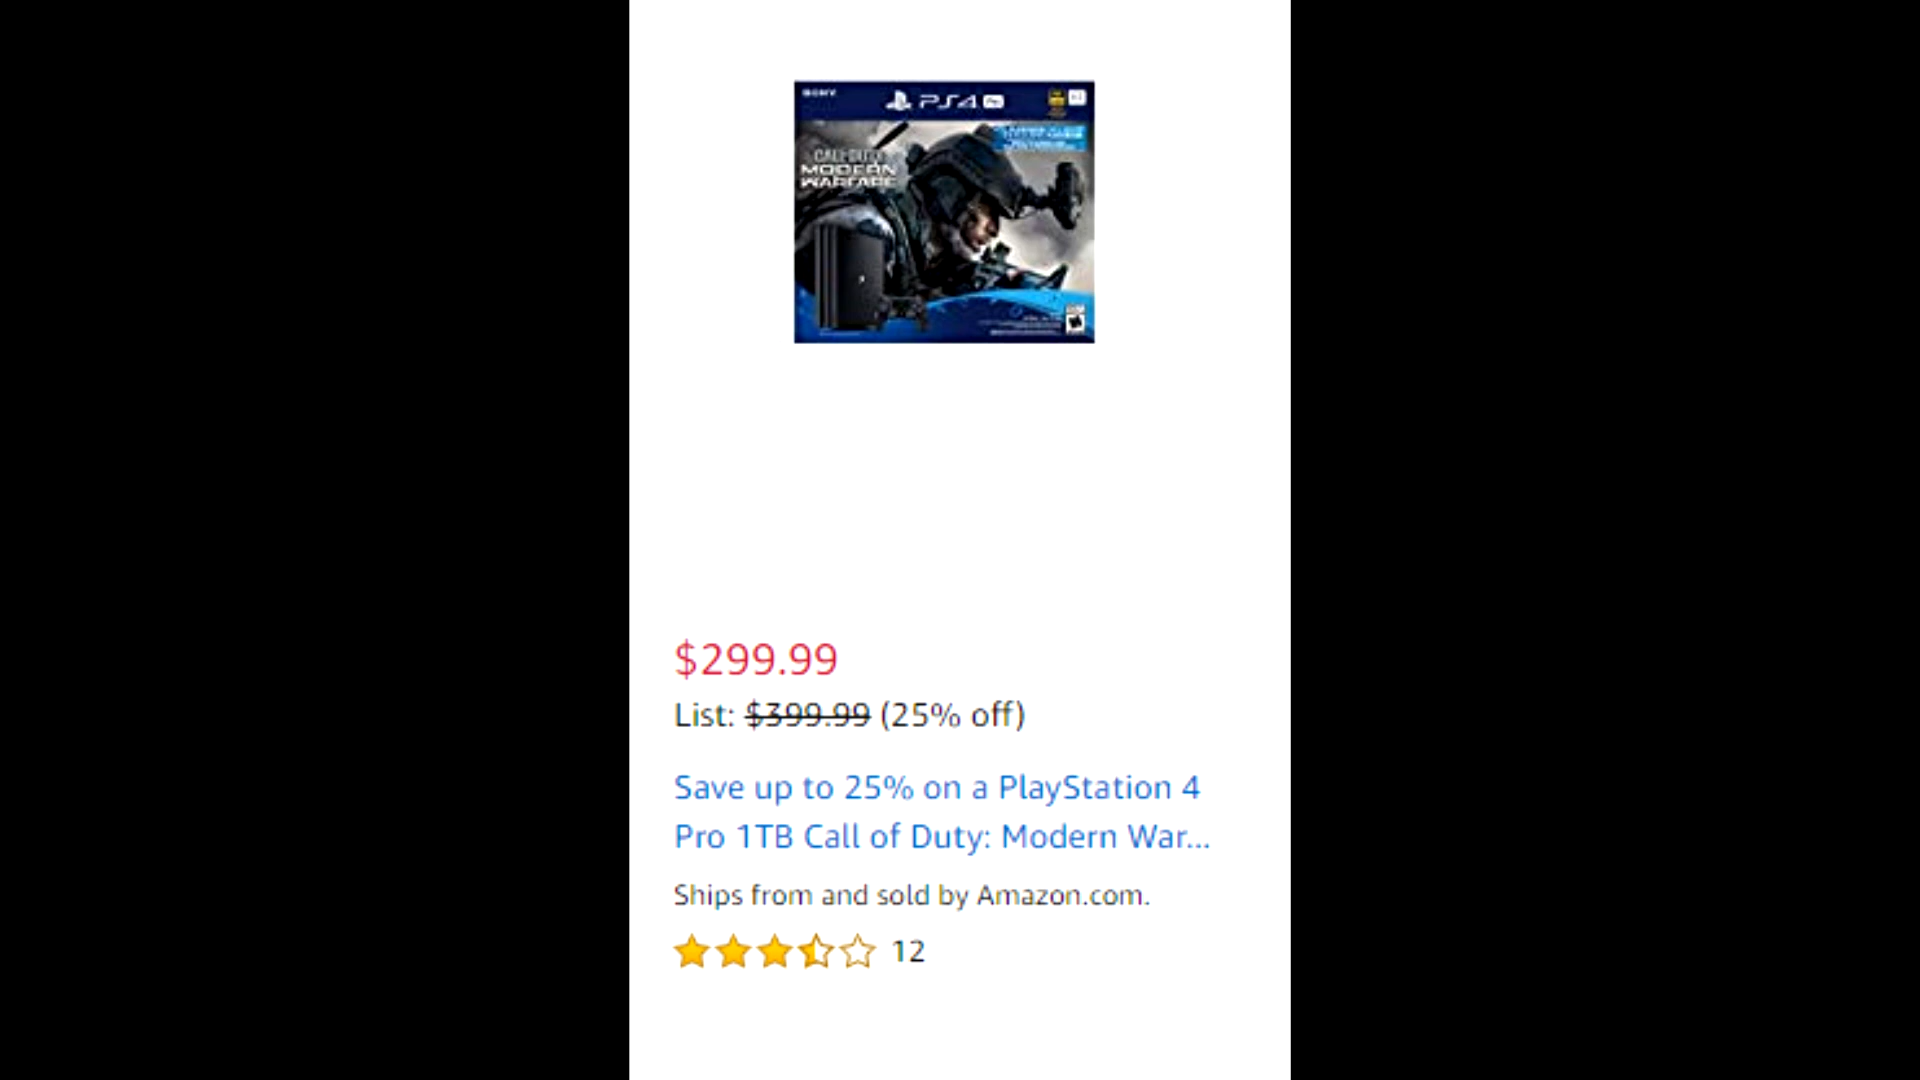 SONY
PS4 Pro
CALL OF DUTY
MODERN
WARFARE
$299.99
List: $399.99 (25% off)
Save up to 25% on a PlayStation 4
Pro 1TB Call of Duty: Modern War...
Ships from and sold by Amazon.com.
12